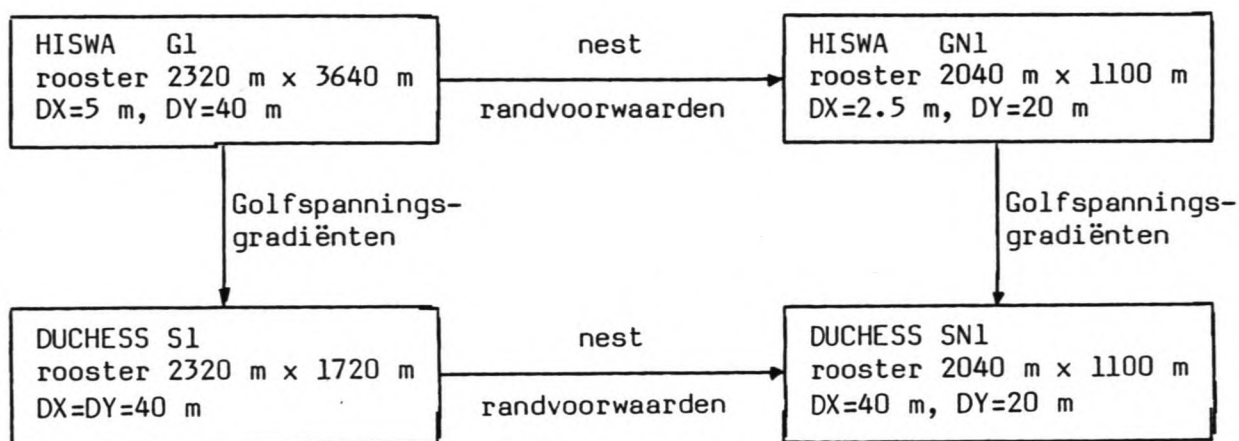 HISWA G1
rooster 2320 m x 3640 m
DX=5 m, DY=40 m
nest
randvoorwaarden
HISWA GN1
rooster 2040 m x 1100 m
DX=2.5 m, DY=20 m
Golfspannings-
gradiënten
Golfspannings-
gradiënten
DUCHESS S1
rooster 2320 m x 1720 m
DX=DY=40 m
nest
randvoorwaarden
DUCHESS SN1
rooster 2040 m x 1100 m
DX=40 m, DY=20 m